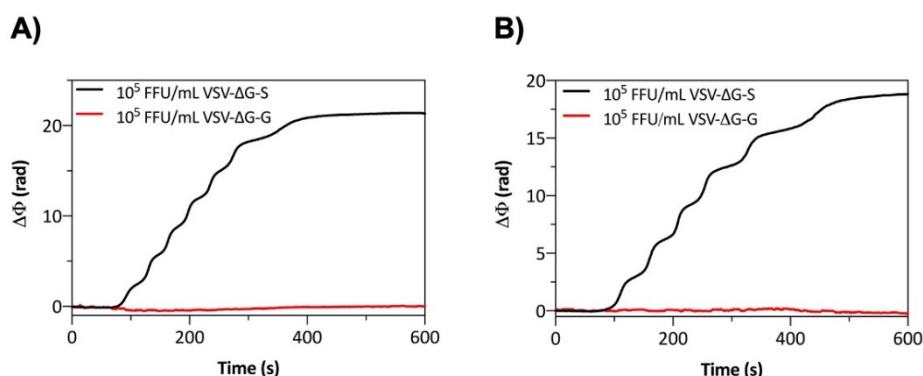 A)
B)
10⁵ FFU/mL VSV-ΔG-S
10⁵ FFU/mL VSV-ΔG-G
20
10
0
ΔΦ (rad)
0 200 400 600
Time (s)
10⁵ FFU/mL VSV-ΔG-S
10⁵ FFU/mL VSV-ΔG-G
20
15
10
5
0
ΔΦ (rad)
0 200 400 600
Time (s)